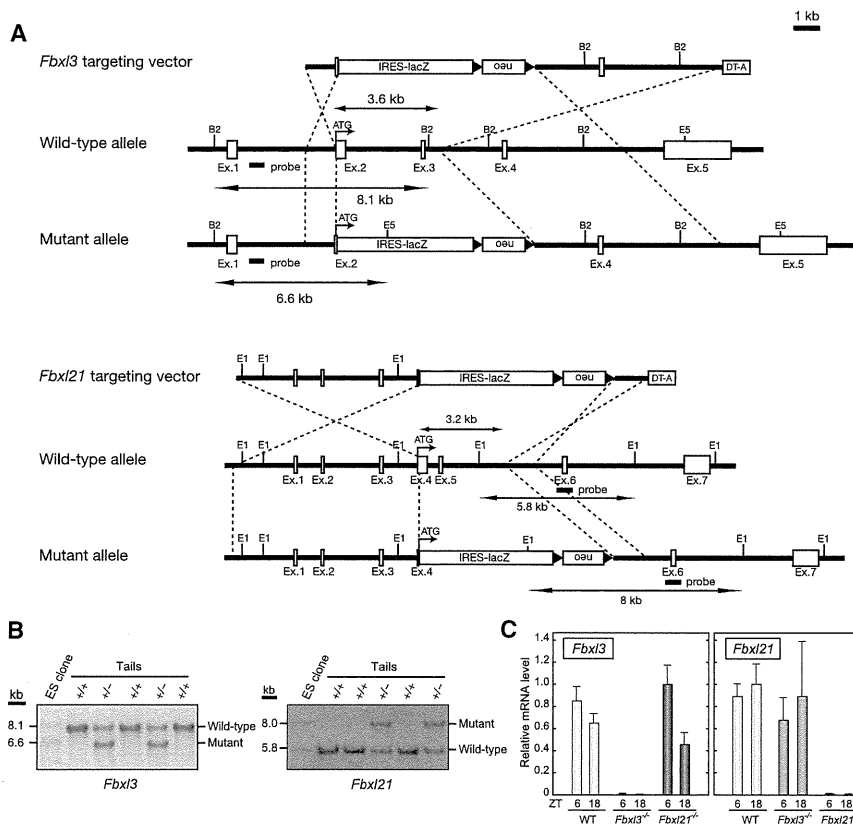 A
1 kb
Fbxl3 targeting vector
IRES-lacZ
neo
B2
B2
DT-A
3.6 kb
Wild-type allele
B2
ATG
B2
B2
B2
E5
Ex.1
probe
Ex.2
Ex.3
Ex.4
Ex.5
8.1 kb
Mutant allele
B2
ATG
E5
IRES-lacZ
neo
B2
B2
E5
Ex.1
probe
Ex.2
Ex.4
Ex.5
6.6 kb
Fbxl21 targeting vector
E1
E1
E1
IRES-lacZ
neo
DT-A
3.2 kb
Wild-type allele
E1
E1
E1
ATG
E1
E1
E1
Ex.1
Ex.2
Ex.3
Ex.4
Ex.5
Ex.6
Ex.7
probe
5.8 kb
Mutant allele
E1
E1
E1
ATG
E1
IRES-lacZ
neo
E1
E1
Ex.1
Ex.2
Ex.3
Ex.4
Ex.6
Ex.7
probe
8 kb
B
kb
ES clone
Tails
+/+
+/-
+/+
+/-
+/+
8.1
Wild-type
6.6
Mutant
Fbxl3
kb
ES clone
Tails
+/+
+/+
+/-
+/+
+/-
8.0
Mutant
5.8
Wild-type
Fbxl21
C
Relative mRNA level
1.4
1.2
1.0
0.8
0.6
0.4
0.2
0
Fbxl3
Fbxl21
ZT
6 18
6 18
6 18
6 18
6 18
6 18
WT
Fbxl3-/-
Fbxl21-/-
WT
Fbxl3-/-
Fbxl21